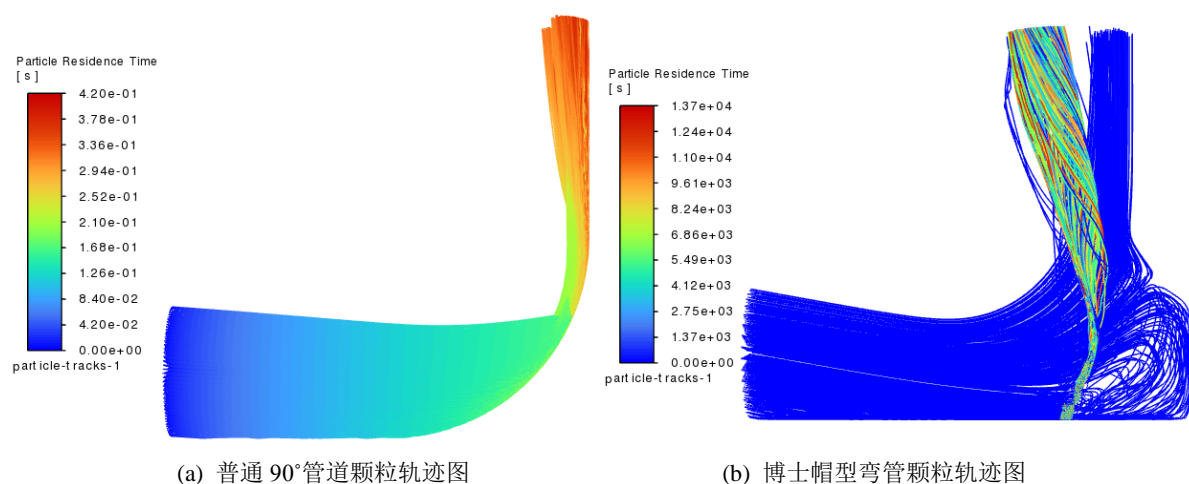 Particle Residence Time
[ s ]
4.20e-01
3.78e-01
3.36e-01
2.94e-01
2.52e-01
2.10e-01
1.68e-01
1.26e-01
8.40e-02
4.20e-02
0.00e+00
particle-tracks-1
Particle Residence Time
[ s ]
1.37e+04
1.24e+04
1.10e+04
9.61e+03
8.24e+03
6.86e+03
5.49e+03
4.12e+03
2.75e+03
1.37e+03
0.00e+00
particle-tracks-1
(a) 普通 90°管道颗粒轨迹图
(b) 博士帽型弯管颗粒轨迹图